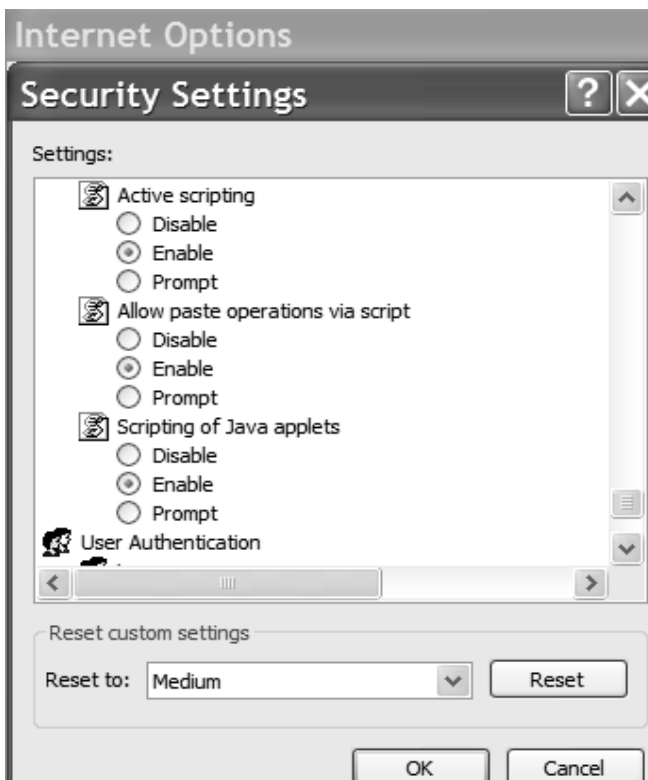 Internet Options
Security Settings
Settings:
Active scripting
Disable
Enable
Prompt
Allow paste operations via script
Disable
Enable
Prompt
Scripting of Java applets
Disable
Enable
Prompt
User Authentication
Reset custom settings
Reset to: Medium Reset
OK Cancel